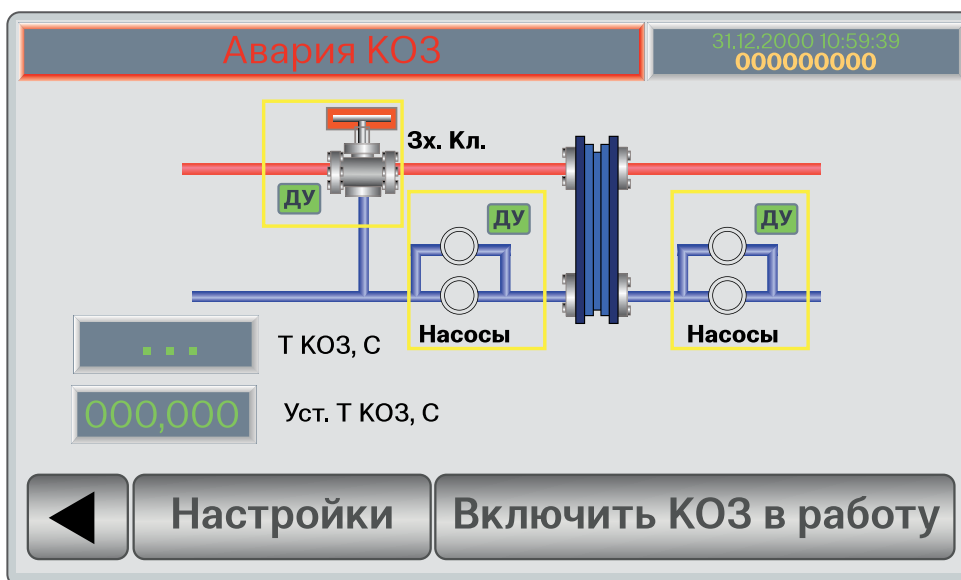 Авария КОЗ
31.12.2000 10:59:39
000000000
3х. Кл.
ДУ
ДУ
ДУ
Насосы
Насосы
... Т КОЗ, С
000,000 Уст. Т КОЗ, С
Настройки
Включить КОЗ в работу